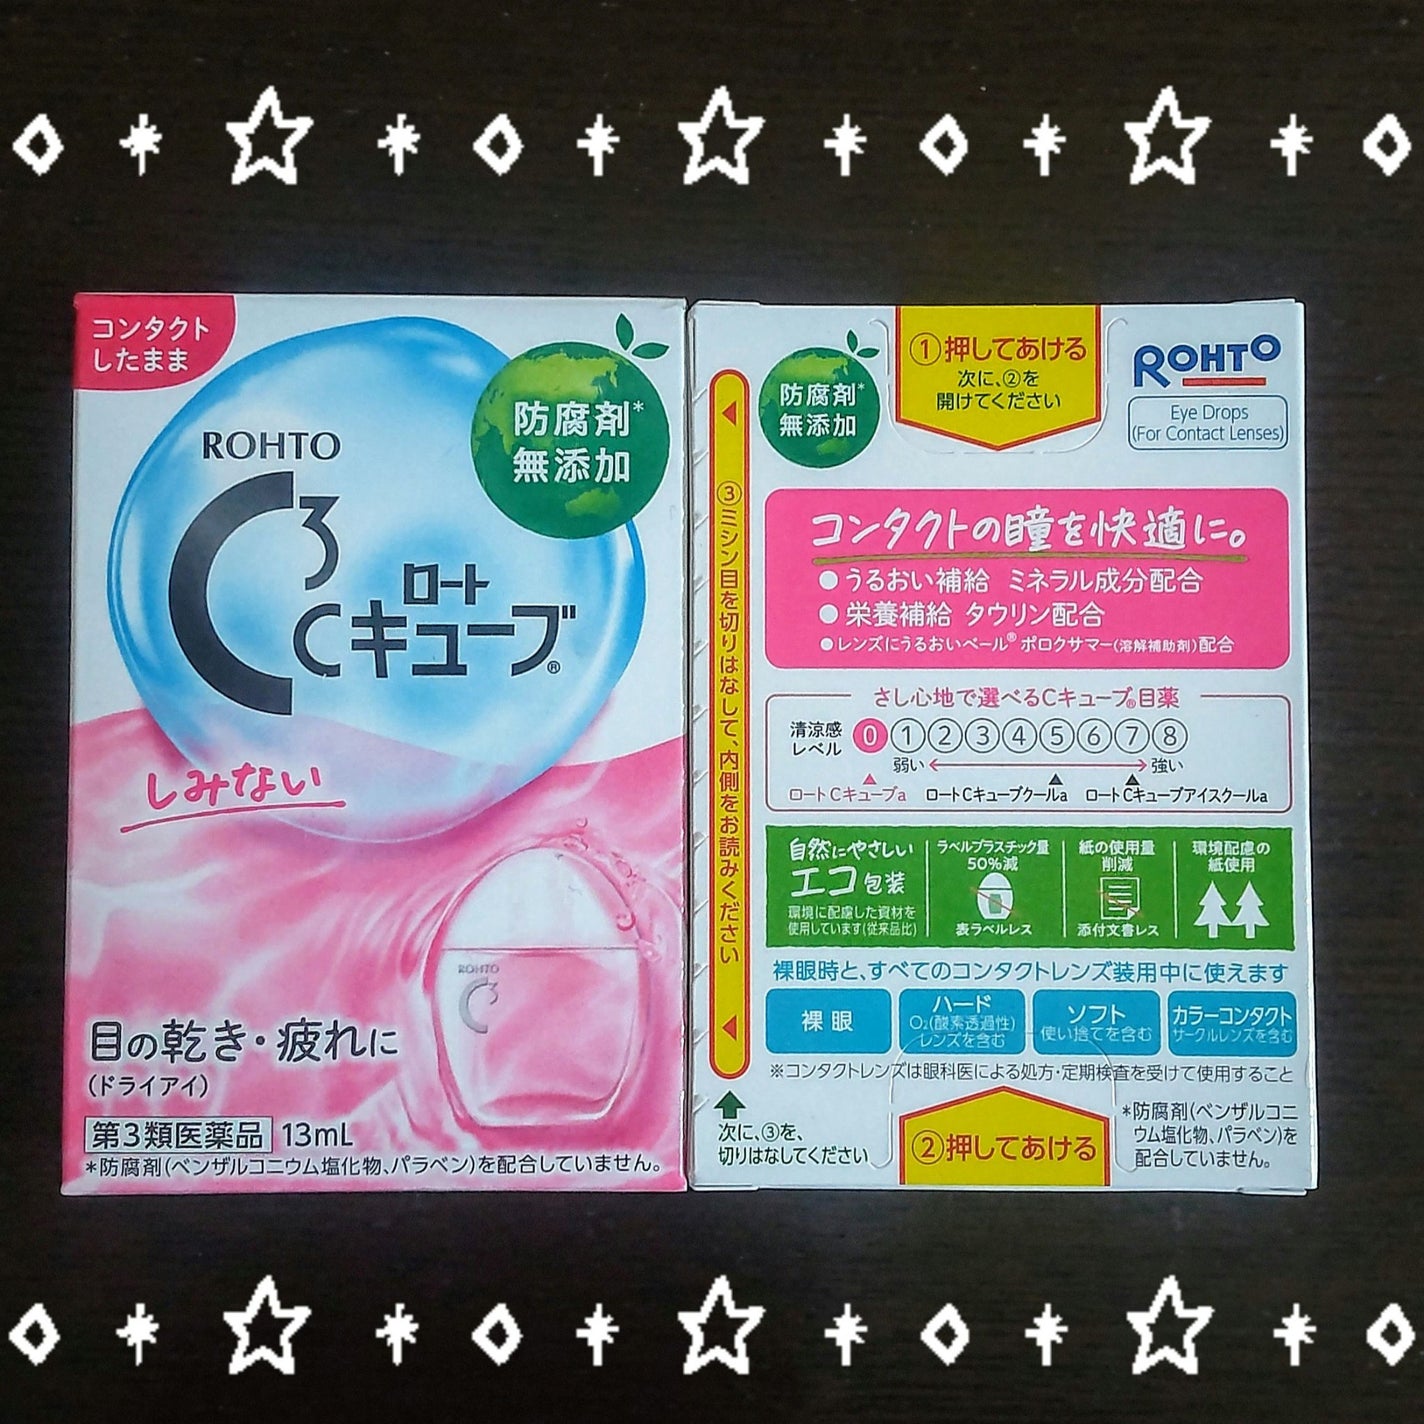 コンタクト
したまま
防腐剤*
無添加
ROHTO
C3
ロート
Cキューブ®
しみない
ROHTO
C3
目の乾き・疲れに
(ドライアイ)
第3類医薬品 13mL
*防腐剤(ベンザルコニウム塩化物、パラベン)を配合していません。
防腐剤*
無添加
①押してあける
次に、②を
開けてください
ROHTO
Eye Drops
(For Contact Lenses)
③ミシン目を切りはなして、内側をお読みください
コンタクトの瞳を快適に。
●うるおい補給 ミネラル成分配合
●栄養補給 タウリン配合
●レンズにうるおいベール® ポロクサマー(溶解補助剤)配合
さし心地で選べるCキューブ®目薬
清涼感
レベル
0 1 2 3 4 5 6 7 8
弱い 強い
ロートCキューブa ロートCキューブクールa ロートCキューブアイスクールa
自然にやさしい
エコ包装
環境に配慮した資材を
使用しています(従来品比)
ラベルプラスチック量
50%減
表ラベルレス
紙の使用量
削減
添付文書レス
環境配慮の
紙使用
裸眼時と、すべてのコンタクトレンズ装用中に使えます
裸眼
ハード
O₂(酸素透過性)
レンズを含む
ソフト
使い捨てを含む
カラーコンタクト
サークルレンズを含む
※コンタクトレンズは眼科医による処方・定期検査を受けて使用すること
次に、③を、
切りはなしてください
②押してあける
*防腐剤(ベンザルコニ
ウム塩化物、パラベン)を
配合していません。